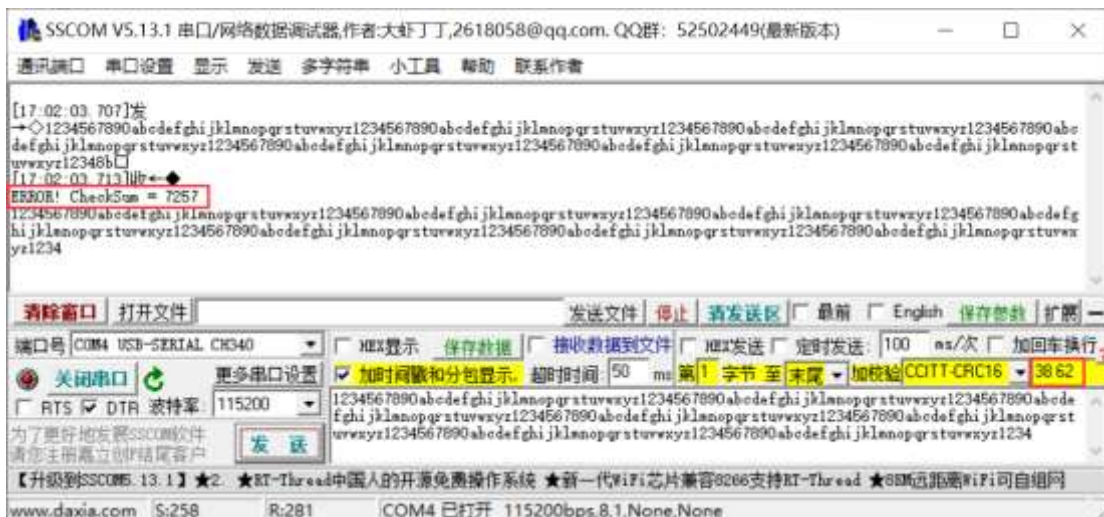 SSCOM V5.13.1 串口/网络数据调试器,作者:大虾丁丁,2618058@qq.com. QQ群: 52502449(最新版本)
通讯端口 串口设置 显示 发送 多字符串 小工具 帮助 联系作者
[17:02:03.707]发
→◇1234567890abcdefghijklmnopqrstuvwxyz1234567890abcdefghijklmnopqrstuvwxyz1234567890abcdefghijklmnopqrstuvwxyz1234567890abc
defghijklmnopqrstuvwxyz1234567890abcdefghijklmnopqrstuvwxyz1234567890abcdefghijklmnopqrstuvwxyz1234567890abcdefghijklmnopqrst
uvwxyz12348b□
[17:02:03.713]收←◆
ERROR! CheckSum = 7257
1234567890abcdefghijklmnopqrstuvwxyz1234567890abcdefghijklmnopqrstuvwxyz1234567890abcdefghijklmnopqrstuvwxyz1234567890abcdefg
hijklmnopqrstuvwxyz1234567890abcdefghijklmnopqrstuvwxyz1234567890abcdefghijklmnopqrstuvwxyz1234567890abcdefghijklmnopqrstuvwx
yz1234
清除窗口 打开文件 发送文件 停止 清发送区 最前 English 保存参数 扩展 —
端口号 COM4 USB-SERIAL CH340 HEX显示 保存数据 接收数据到文件 HEX发送 定时发送: 100 ms/次 加回车换行
关闭串口 更多串口设置 加时间戳和分包显示. 超时时间: 50 ms 第 1 字节 至 末尾 加校验 CCITT-CRC16 38 62
RTS DTR 波特率: 115200
1234567890abcdefghijklmnopqrstuvwxyz1234567890abcdefghijklmnopqrstuvwxyz1234567890abcde
fghijklmnopqrstuvwxyz1234567890abcdefghijklmnopqrstuvwxyz1234567890abcdefghijklmnopqrst
uvwxyz1234567890abcdefghijklmnopqrstuvwxyz1234567890abcdefghijklmnopqrstuvwxyz1234
为了更好地发展SSCOM软件
请您注册嘉立创F结尾客户
发 送
【升级到SSCOM5.13.1】★2. ★RT-Thread中国人的开源免费操作系统 ★新一代WiFi芯片兼容8266支持RT-Thread ★8KM远距离WiFi可自组网
www.daxia.com S:258 R:281 COM4 已打开 115200bps,8,1,None,None